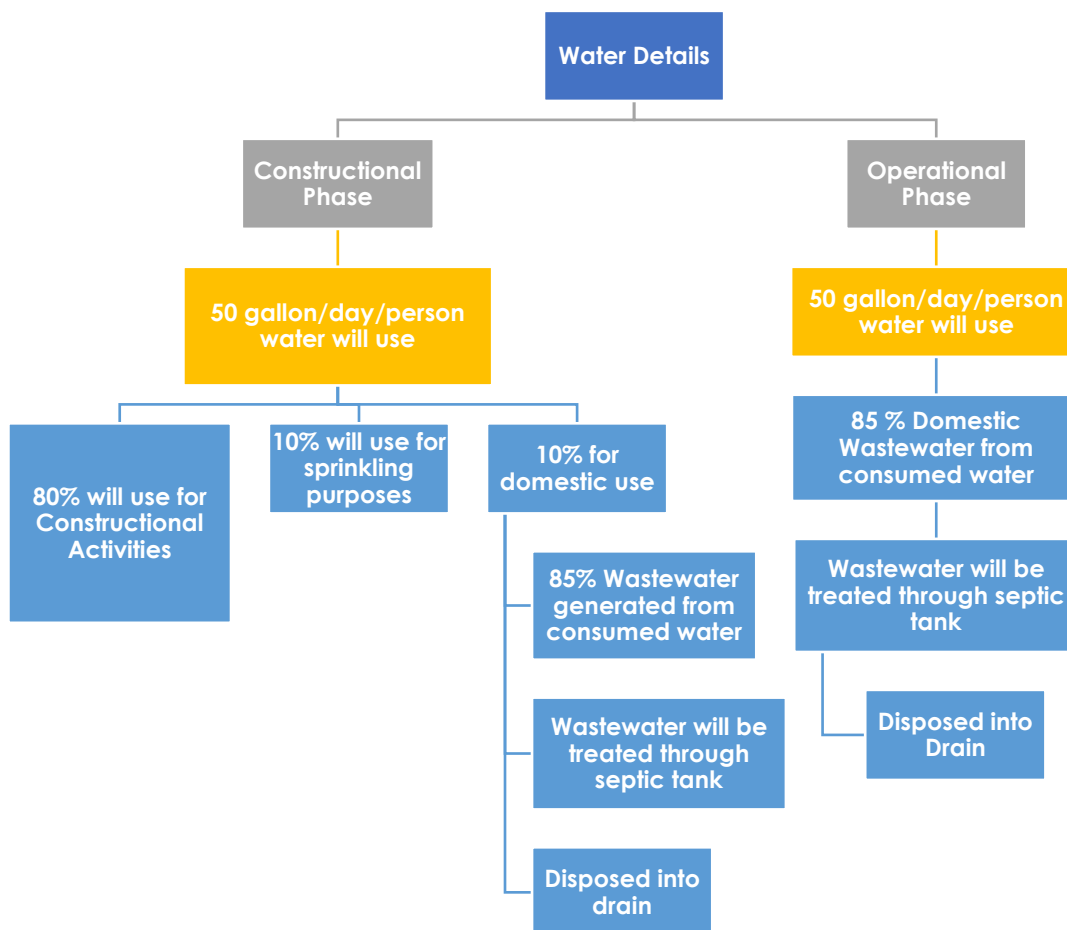 Water Details
Constructional
Phase
Operational
Phase
50 gallon/day/person
water will use
50 gallon/day/person
water will use
80% will use for
Constructional
Activities
10% will use for
sprinkling
purposes
10% for
domestic use
85% Wastewater
generated from
consumed water
Wastewater will be
treated through
septic tank
Disposed into
drain
85 % Domestic
Wastewater from
consumed water
Wastewater will be
treated through septic
tank
Disposed into
Drain